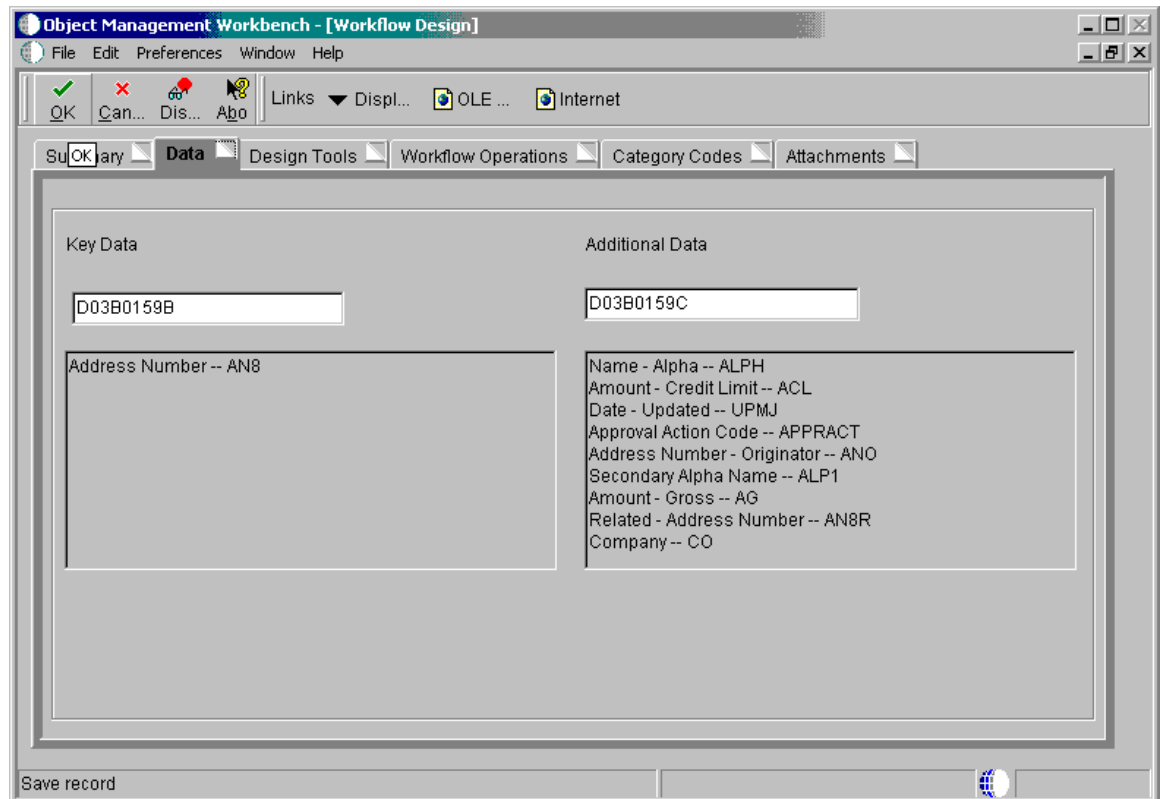 Object Management Workbench - [Workflow Design]
File Edit Preferences Window Help
OK Can... Dis... Abo Links Displ... OLE ... Internet
Su OK ary Data Design Tools Workflow Operations Category Codes Attachments
Key Data Additional Data
D03B0159B D03B0159C
Address Number -- AN8
Name - Alpha -- ALPH
Amount - Credit Limit -- ACL
Date - Updated -- UPMJ
Approval Action Code -- APPRACT
Address Number - Originator -- ANO
Secondary Alpha Name -- ALP1
Amount - Gross -- AG
Related - Address Number -- AN8R
Company -- CO
Save record